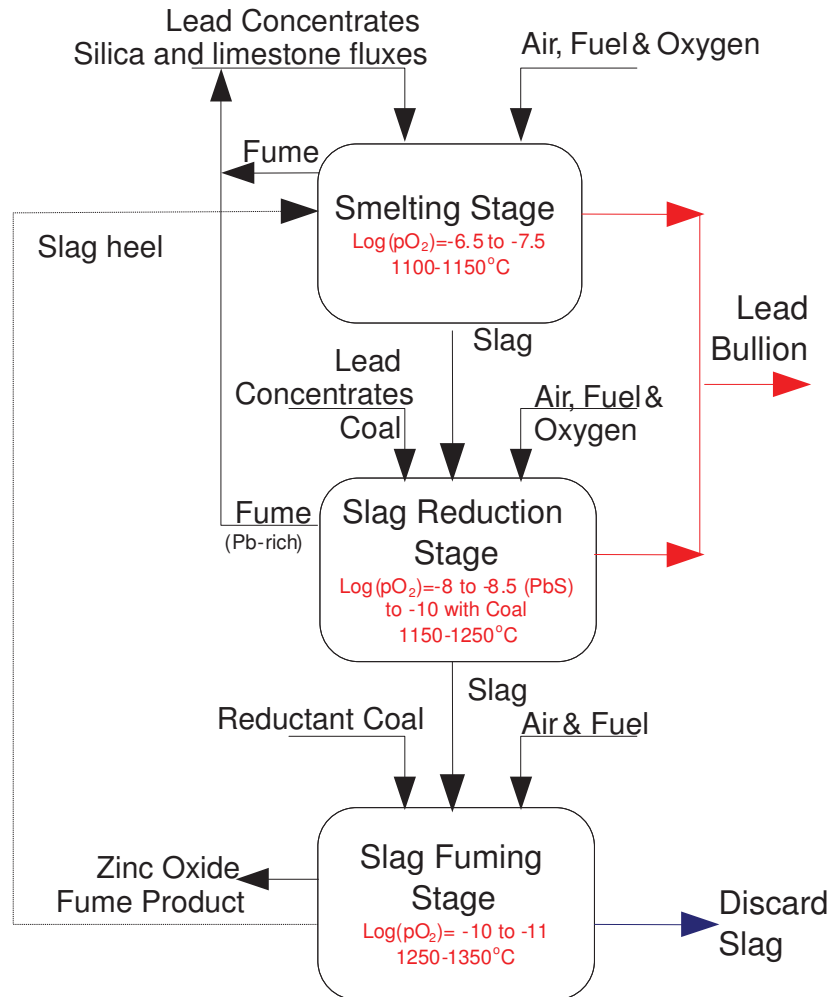 Lead Concentrates
Silica and limestone fluxes
Air, Fuel & Oxygen
Fume
Smelting Stage
Log(pO₂)=-6.5 to -7.5
1100-1150°C
Slag heel
Slag
Lead
Bullion
Lead
Concentrates
Coal
Air, Fuel &
Oxygen
Fume
(Pb-rich)
Slag Reduction
Stage
Log(pO₂)=-8 to -8.5 (PbS)
to -10 with Coal
1150-1250°C
Slag
Reductant Coal
Air & Fuel
Zinc Oxide
Fume Product
Slag Fuming
Stage
Log(pO₂)= -10 to -11
1250-1350°C
Discard
Slag